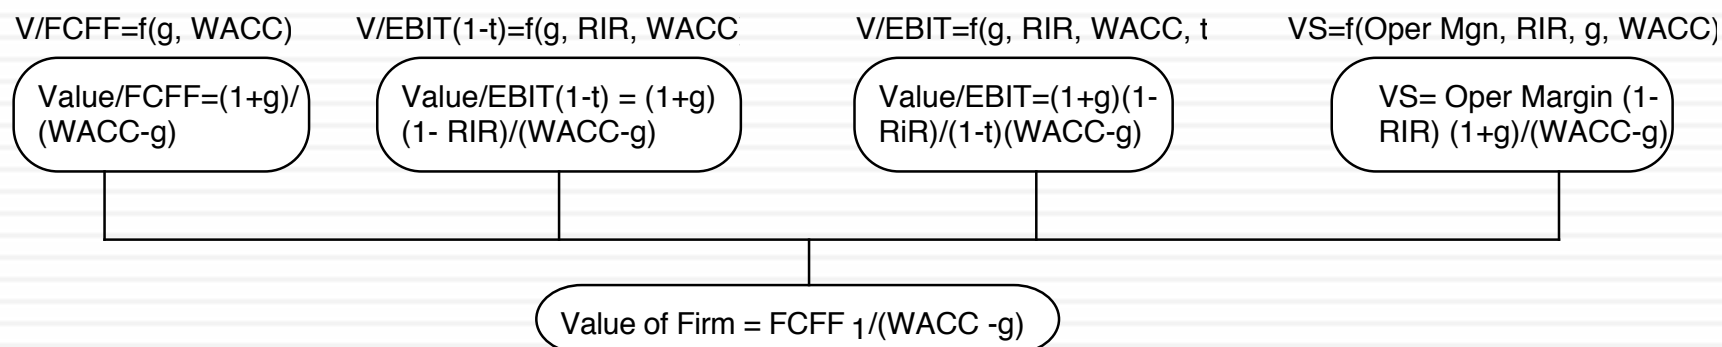 V/FCFF=f(g, WACC)
V/EBIT(1-t)=f(g, RIR, WACC
V/EBIT=f(g, RIR, WACC, t
VS=f(Oper Mgn, RIR, g, WACC)
Value/FCFF=(1+g)/
(WACC-g)
Value/EBIT(1-t) = (1+g)
(1- RIR)/(WACC-g)
Value/EBIT=(1+g)(1-
RiR)/(1-t)(WACC-g)
VS= Oper Margin (1-
RIR) (1+g)/(WACC-g)
Value of Firm = FCFF 1/(WACC -g)